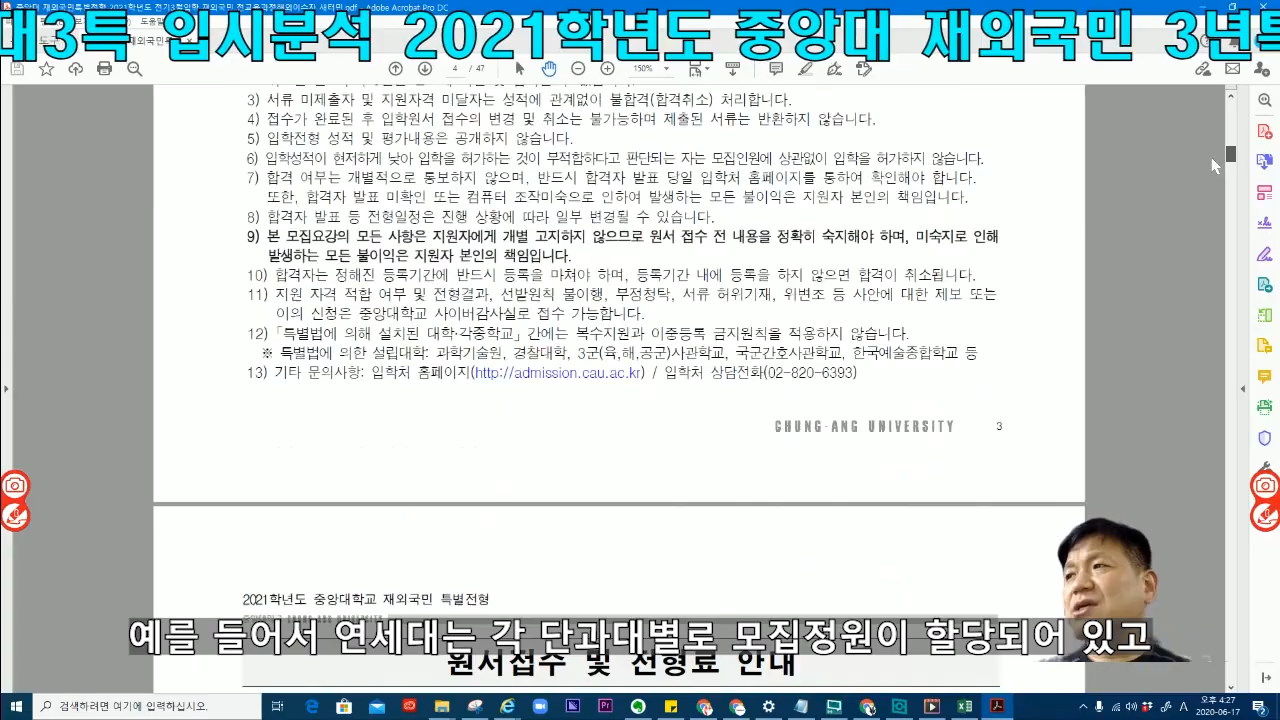 대3특 입시분석 2021학년도 중앙대 재외국민 3년특
4 / 47
150%
3) 서류 미제출자 및 지원자격 미달자는 성적에 관계없이 불합격(합격취소) 처리합니다.
4) 접수가 완료된 후 입학원서 접수의 변경 및 취소는 불가능하며 제출된 서류는 반환하지 않습니다.
5) 입학전형 성적 및 평가내용은 공개하지 않습니다.
6) 입학성적이 현저하게 낮아 입학을 허가하는 것이 부적합하다고 판단되는 자는 모집인원에 상관없이 입학을 허가하지 않습니다.
7) 합격 여부는 개별적으로 통보하지 않으며, 반드시 합격자 발표 당일 입학처 홈페이지를 통하여 확인해야 합니다.
또한, 합격자 발표 미확인 또는 컴퓨터 조작미숙으로 인하여 발생하는 모든 불이익은 지원자 본인의 책임입니다.
8) 합격자 발표 등 전형일정은 진행 상황에 따라 일부 변경될 수 있습니다.
9) 본 모집요강의 모든 사항은 지원자에게 개별 고지하지 않으므로 원서 접수 전 내용을 정확히 숙지해야 하며, 미숙지로 인해
발생하는 모든 불이익은 지원자 본인의 책임입니다.
10) 합격자는 정해진 등록기간에 반드시 등록을 마쳐야 하며, 등록기간 내에 등록을 하지 않으면 합격이 취소됩니다.
11) 지원 자격 적합 여부 및 전형결과, 선발원칙 불이행, 부정청탁, 서류 허위기재, 위변조 등 사안에 대한 제보 또는
이의 신청은 중앙대학교 사이버감사실로 접수 가능합니다.
12)「특별법에 의해 설치된 대학·각종학교」간에는 복수지원과 이중등록 금지원칙을 적용하지 않습니다.
※ 특별법에 의한 설립대학: 과학기술원, 경찰대학, 3군(육,해,공군)사관학교, 국군간호사관학교, 한국예술종합학교 등
13) 기타 문의사항: 입학처 홈페이지(http://admission.cau.ac.kr) / 입학처 상담전화(02-820-6393)
CHUNG-ANG UNIVERSITY 3
2021학년도 중앙대학교 재외국민 특별전형
예를 들어서 연세대는 각 단과대별로 모집정원이 할당되어 있고
원서접수 및 전형료 안내
검색하려면 여기에 입력하십시오.
A
오후 4:27
2020-06-17